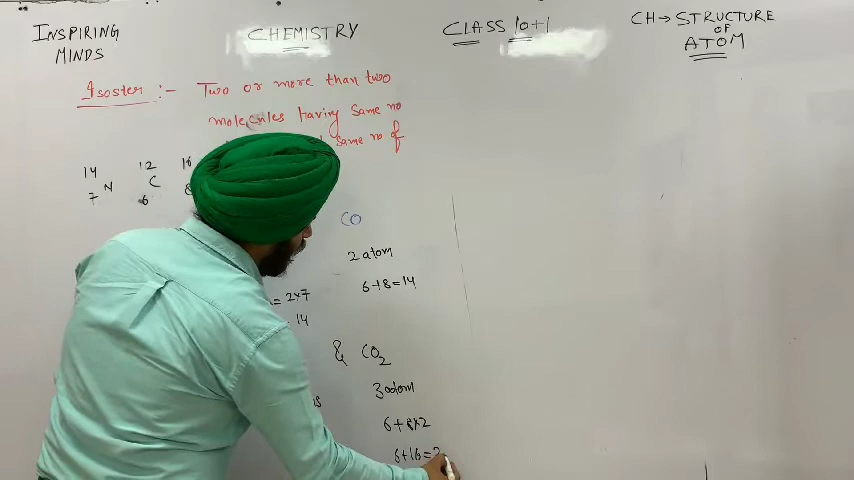 INSPIRING
MINDS
CHEMISTRY
CLASS 10+1
CH→ STRUCTURE
OF
ATOM
Isoster :- Two or more than two
molecules having same no
same no of
14
7 N
12
6 C
CO
2 atom
6+8=14
= 2×7
14
& CO2
3 atom
6+8×2
6+16=2